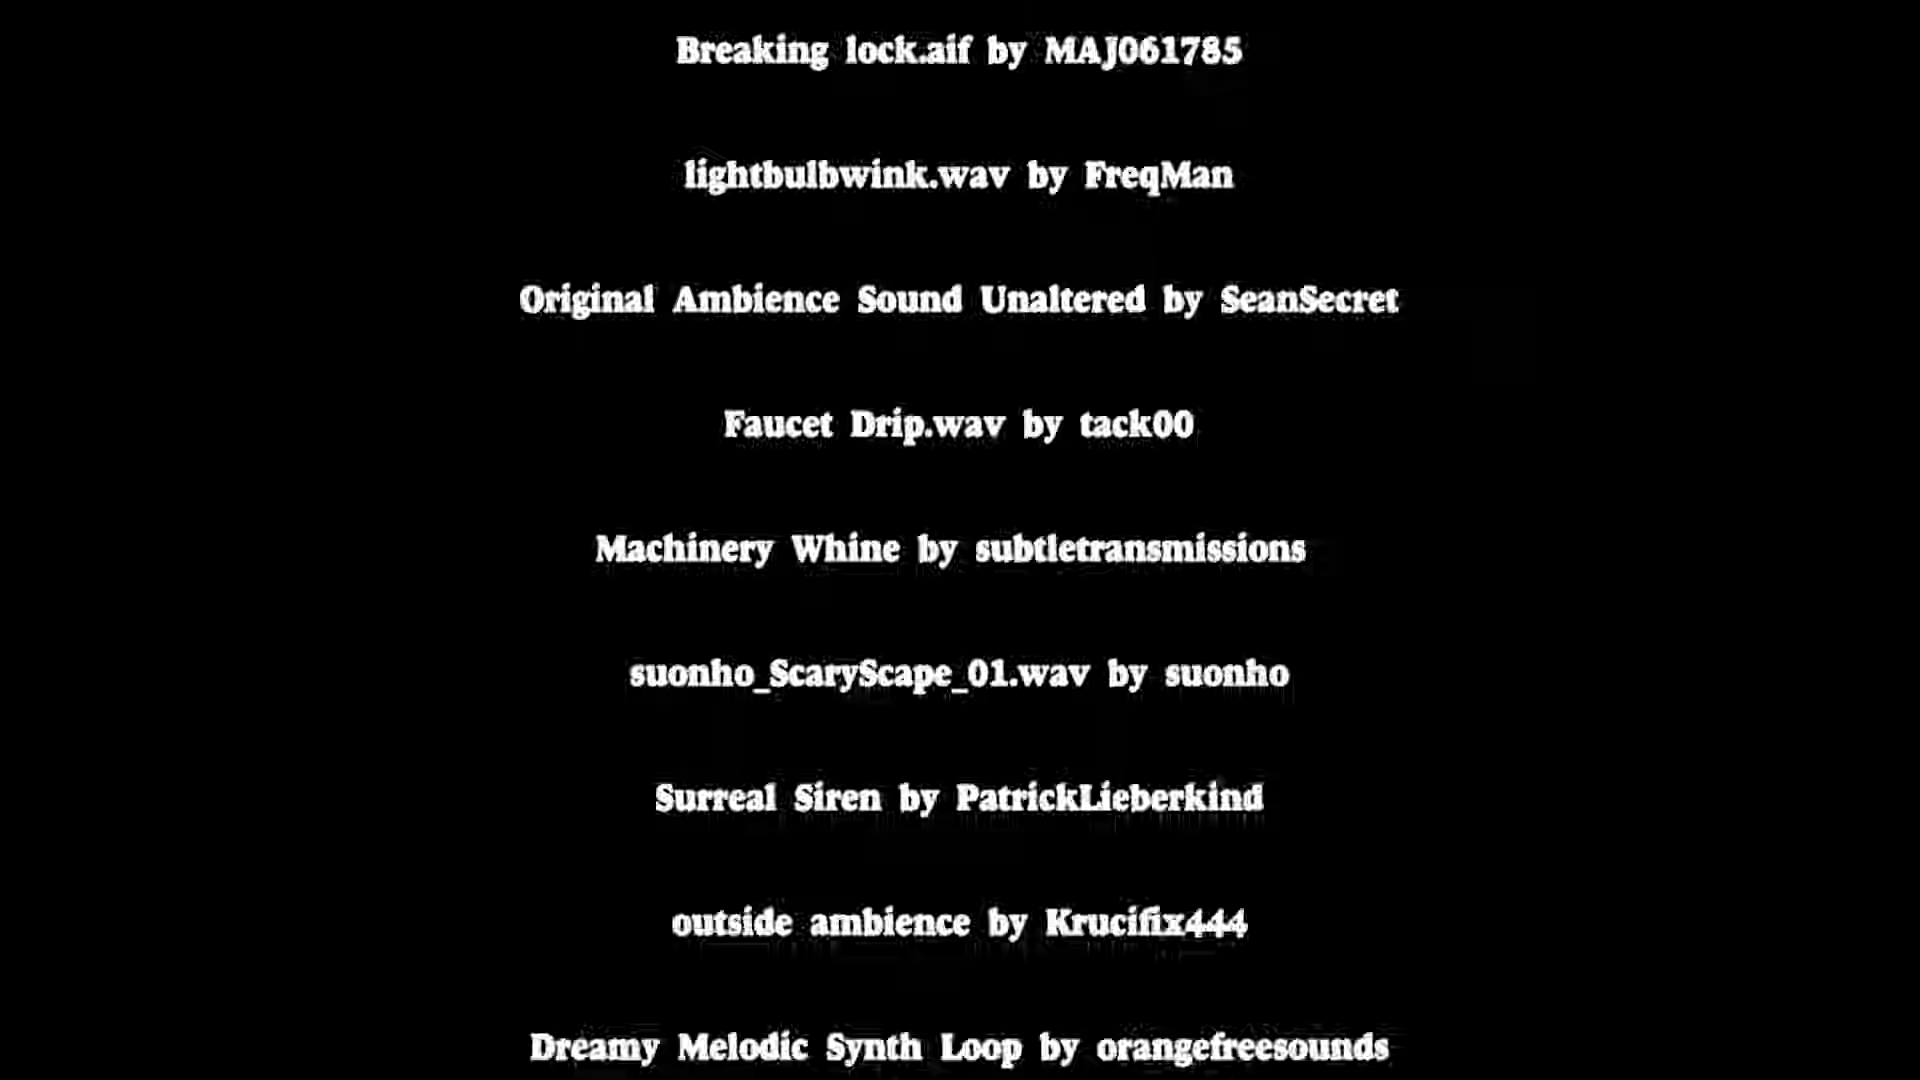 Breaking lock.aif by MAJ061785
lightbulbwink.wav by FreqMan
Original Ambience Sound Unaltered by SeanSecret
Faucet Drip.wav by tack00
Machinery Whine by subtletransmissions
suonho_ScaryScape_01.wav by suonho
Surreal Siren by PatrickLieberkind
outside ambience by Krucifix444
Dreamy Melodic Synth Loop by orangefreesounds